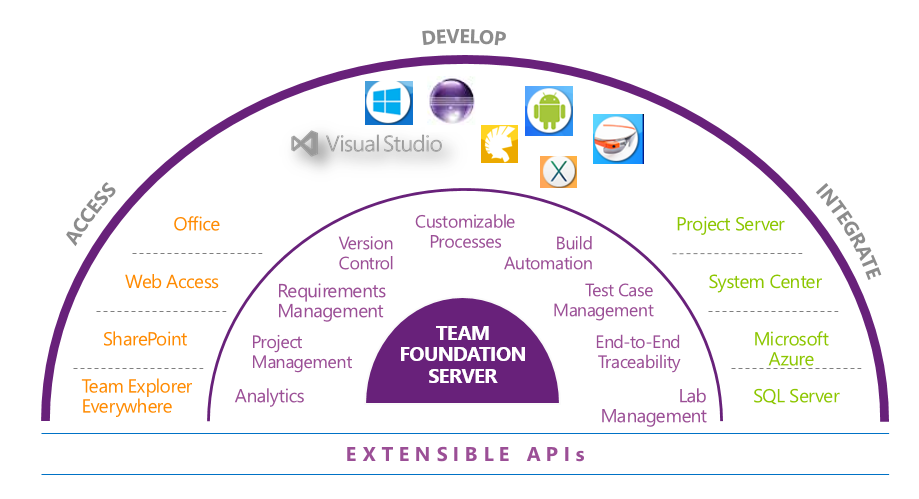 DEVELOP
ACCESS
INTEGRATE
Visual Studio
X
Office
Web Access
SharePoint
Team Explorer
Everywhere
Customizable
Processes
Version
Control
Build
Automation
Requirements
Management
Test Case
Management
Project
Management
End-to-End
Traceability
Analytics
Lab
Management
TEAM
FOUNDATION
SERVER
Project Server
System Center
Microsoft
Azure
SQL Server
EXTENSIBLE APIs